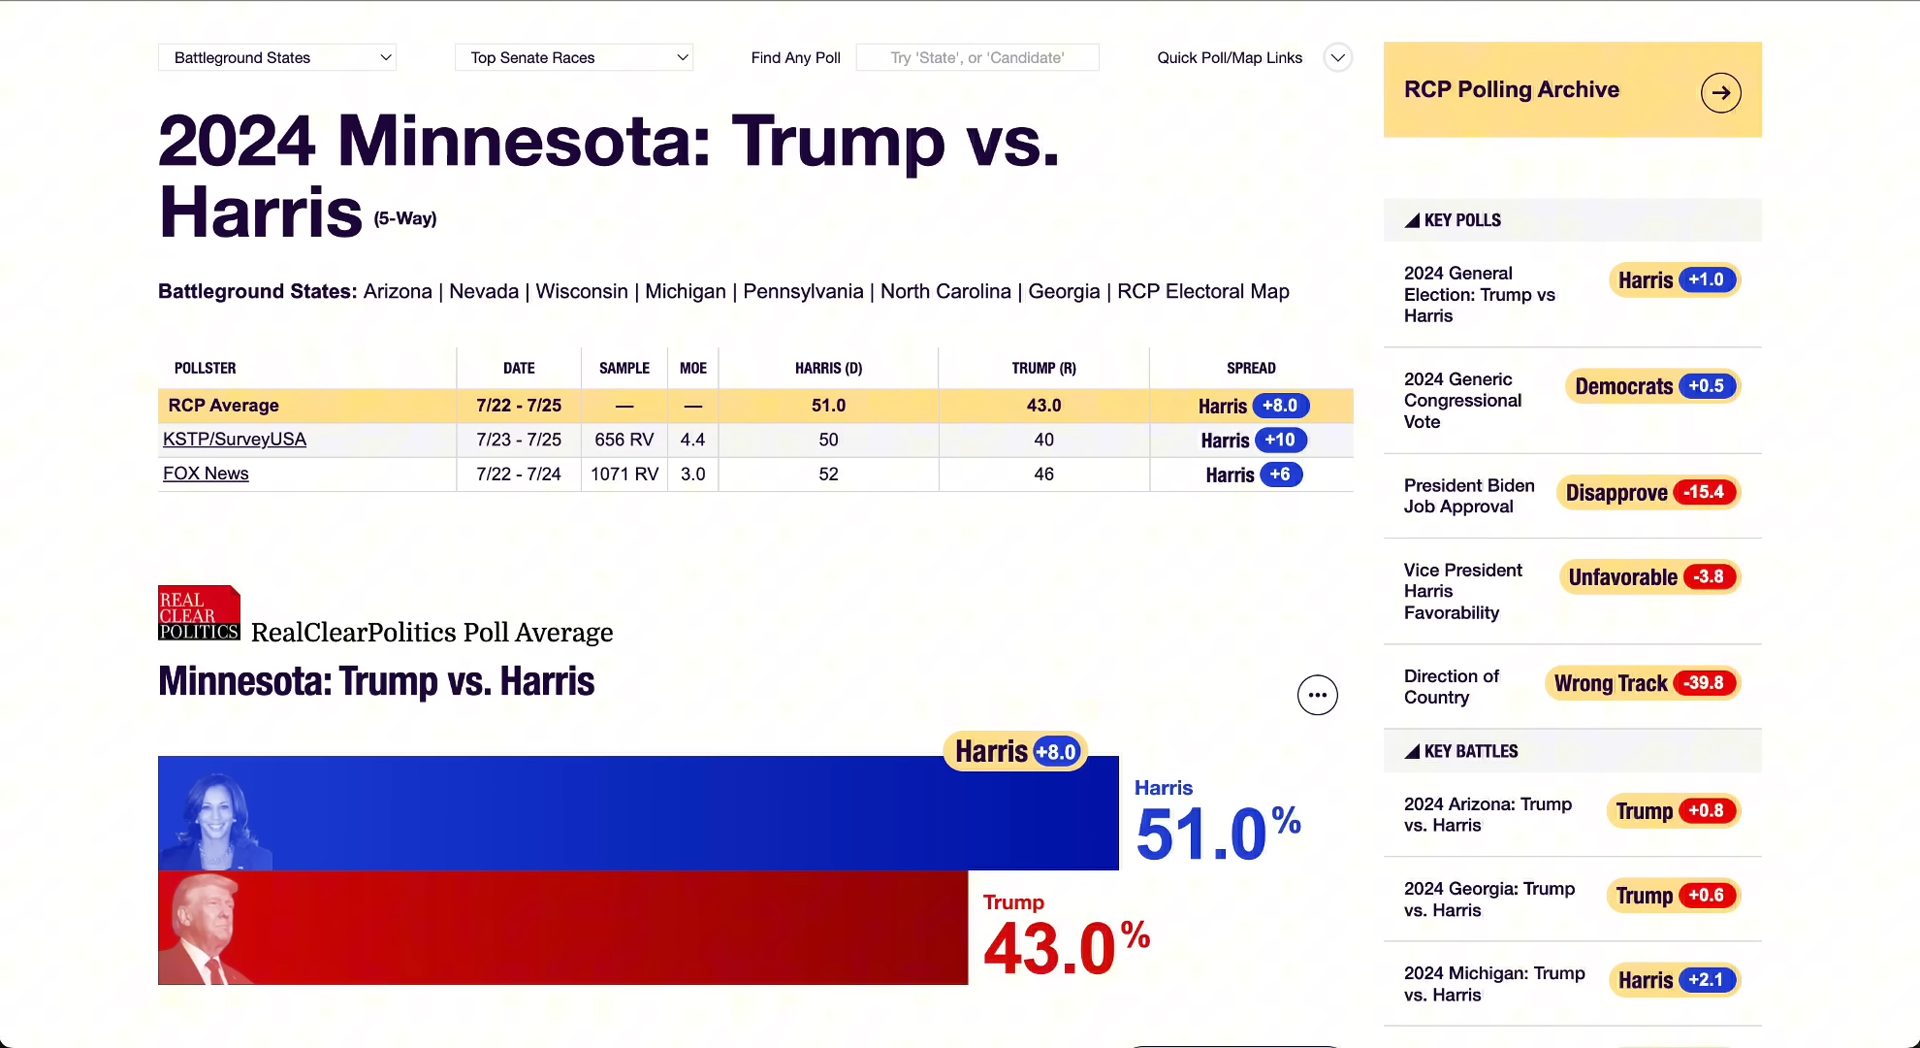 Battleground States
Top Senate Races
Find Any Poll
Try 'State', or 'Candidate'
Quick Poll/Map Links
2024 Minnesota: Trump vs.
Harris (5-Way)
Battleground States: Arizona | Nevada | Wisconsin | Michigan | Pennsylvania | North Carolina | Georgia | RCP Electoral Map
POLLSTER DATE SAMPLE MOE HARRIS (D) TRUMP (R) SPREAD
RCP Average 7/22 - 7/25 — — 51.0 43.0 Harris +8.0
KSTP/SurveyUSA 7/23 - 7/25 656 RV 4.4 50 40 Harris +10
FOX News 7/22 - 7/24 1071 RV 3.0 52 46 Harris +6
REAL
CLEAR
POLITICS
RealClearPolitics Poll Average
Minnesota: Trump vs. Harris
Harris +8.0
Harris
51.0%
Trump
43.0%
RCP Polling Archive
KEY POLLS
2024 General
Election: Trump vs
Harris
Harris +1.0
2024 Generic
Congressional
Vote
Democrats +0.5
President Biden
Job Approval
Disapprove -15.4
Vice President
Harris
Favorability
Unfavorable -3.8
Direction of
Country
Wrong Track -39.8
KEY BATTLES
2024 Arizona: Trump
vs. Harris
Trump +0.8
2024 Georgia: Trump
vs. Harris
Trump +0.6
2024 Michigan: Trump
vs. Harris
Harris +2.1